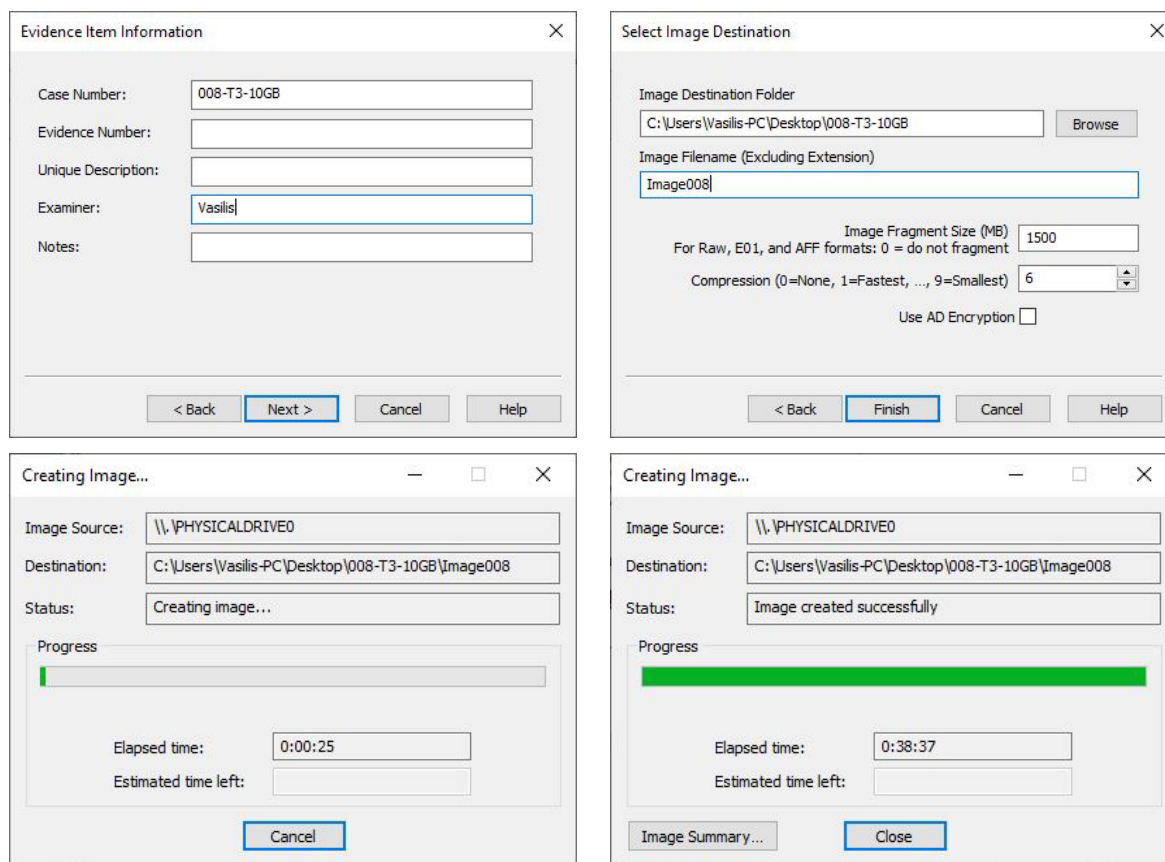 Evidence Item Information
Case Number: 008-T3-10GB
Evidence Number:
Unique Description:
Examiner: Vasilis
Notes:
< Back Next > Cancel Help
Select Image Destination
Image Destination Folder
C:\Users\Vasilis-PC\Desktop\008-T3-10GB Browse
Image Filename (Excluding Extension)
Image008
Image Fragment Size (MB) 1500
For Raw, E01, and AFF formats: 0 = do not fragment
Compression (0=None, 1=Fastest, ..., 9=Smallest) 6
Use AD Encryption
< Back Finish Cancel Help
Creating Image...
Image Source: \\.\PHYSICALDRIVE0
Destination: C:\Users\Vasilis-PC\Desktop\008-T3-10GB\Image008
Status: Creating image...
Progress
Elapsed time: 0:00:25
Estimated time left:
Cancel
Creating Image...
Image Source: \\.\PHYSICALDRIVE0
Destination: C:\Users\Vasilis-PC\Desktop\008-T3-10GB\Image008
Status: Image created successfully
Progress
Elapsed time: 0:38:37
Estimated time left:
Image Summary... Close